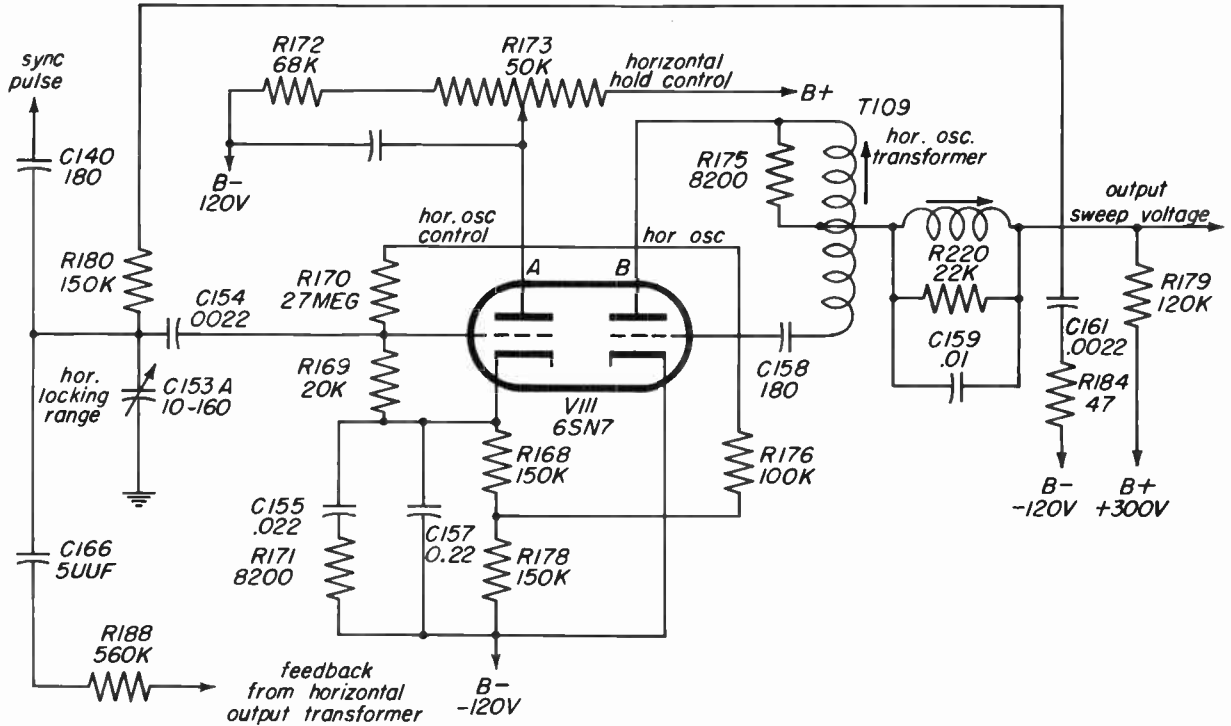 sync
pulse
R172
68K
R173
50K
horizontal
hold control
B+
T109
hor. osc.
transformer
C140
180
B-
120V
R175
8200
output
sweep voltage
hor. osc
control
hor osc
R180
150K
R170
27MEG
A
B
R220
22K
R179
120K
C154
.0022
C161
.0022
C159
.01
C158
180
R169
20K
hor.
locking
range
C153A
10-160
R184
47
V111
6SN7
R168
150K
R176
100K
B-
-120V
B+
+300V
C155
.022
C157
0.22
C166
5UUF
R171
8200
R178
150K
R188
560K
feedback
from horizontal
output transformer
B-
-120V